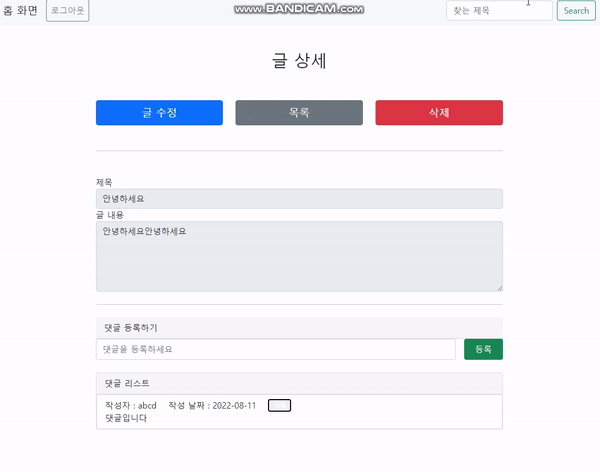 홈 화면 로그아웃 www.BANDICAM.com 찾는 제목 Search
글 상세
글 수정 목록 삭제
제목
안녕하세요
글 내용
안녕하세요안녕하세요
댓글 등록하기
댓글을 등록하세요 등록
댓글 리스트
작성자 : abcd 작성 날짜 : 2022-08-11
댓글입니다